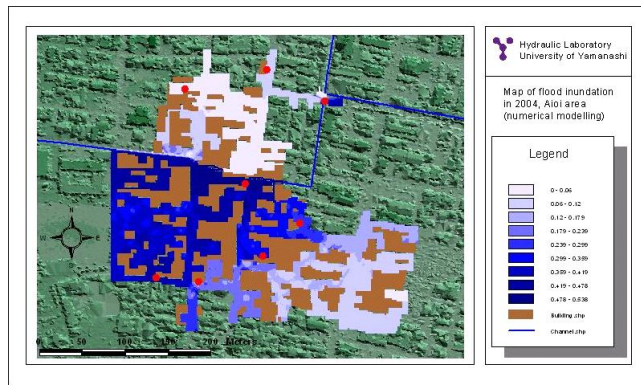 Hydraulic Laboratory
University of Yamanashi
Map of flood inundation
in 2004, Aioi area
(numerical modelling)
Legend
0 - 0.06
0.06 - 0.12
0.12 - 0.179
0.179 - 0.239
0.239 - 0.299
0.299 - 0.359
0.359 - 0.419
0.419 - 0.478
0.478 - 0.538
Building.shp
Channel.shp
N
0 50 100 150 200 Meters